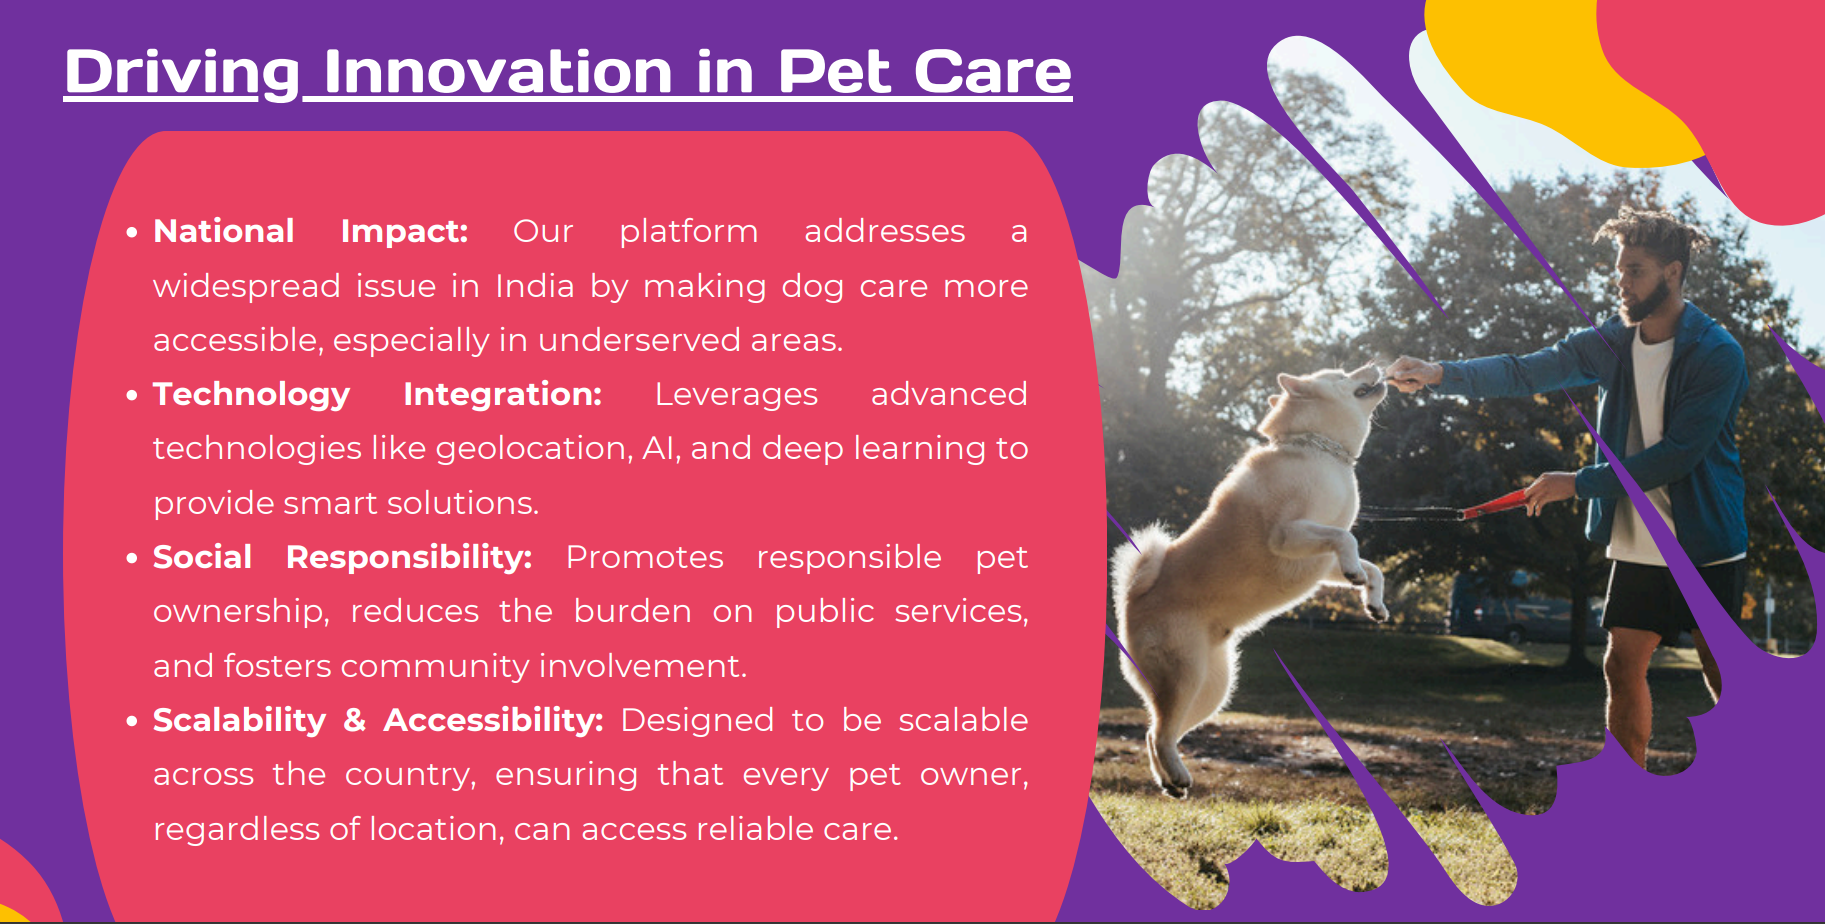 Driving Innovation in Pet Care
• National Impact: Our platform addresses a
widespread issue in India by making dog care more
accessible, especially in underserved areas.
• Technology Integration: Leverages advanced
technologies like geolocation, AI, and deep learning to
provide smart solutions.
• Social Responsibility: Promotes responsible pet
ownership, reduces the burden on public services,
and fosters community involvement.
• Scalability & Accessibility: Designed to be scalable
across the country, ensuring that every pet owner,
regardless of location, can access reliable care.